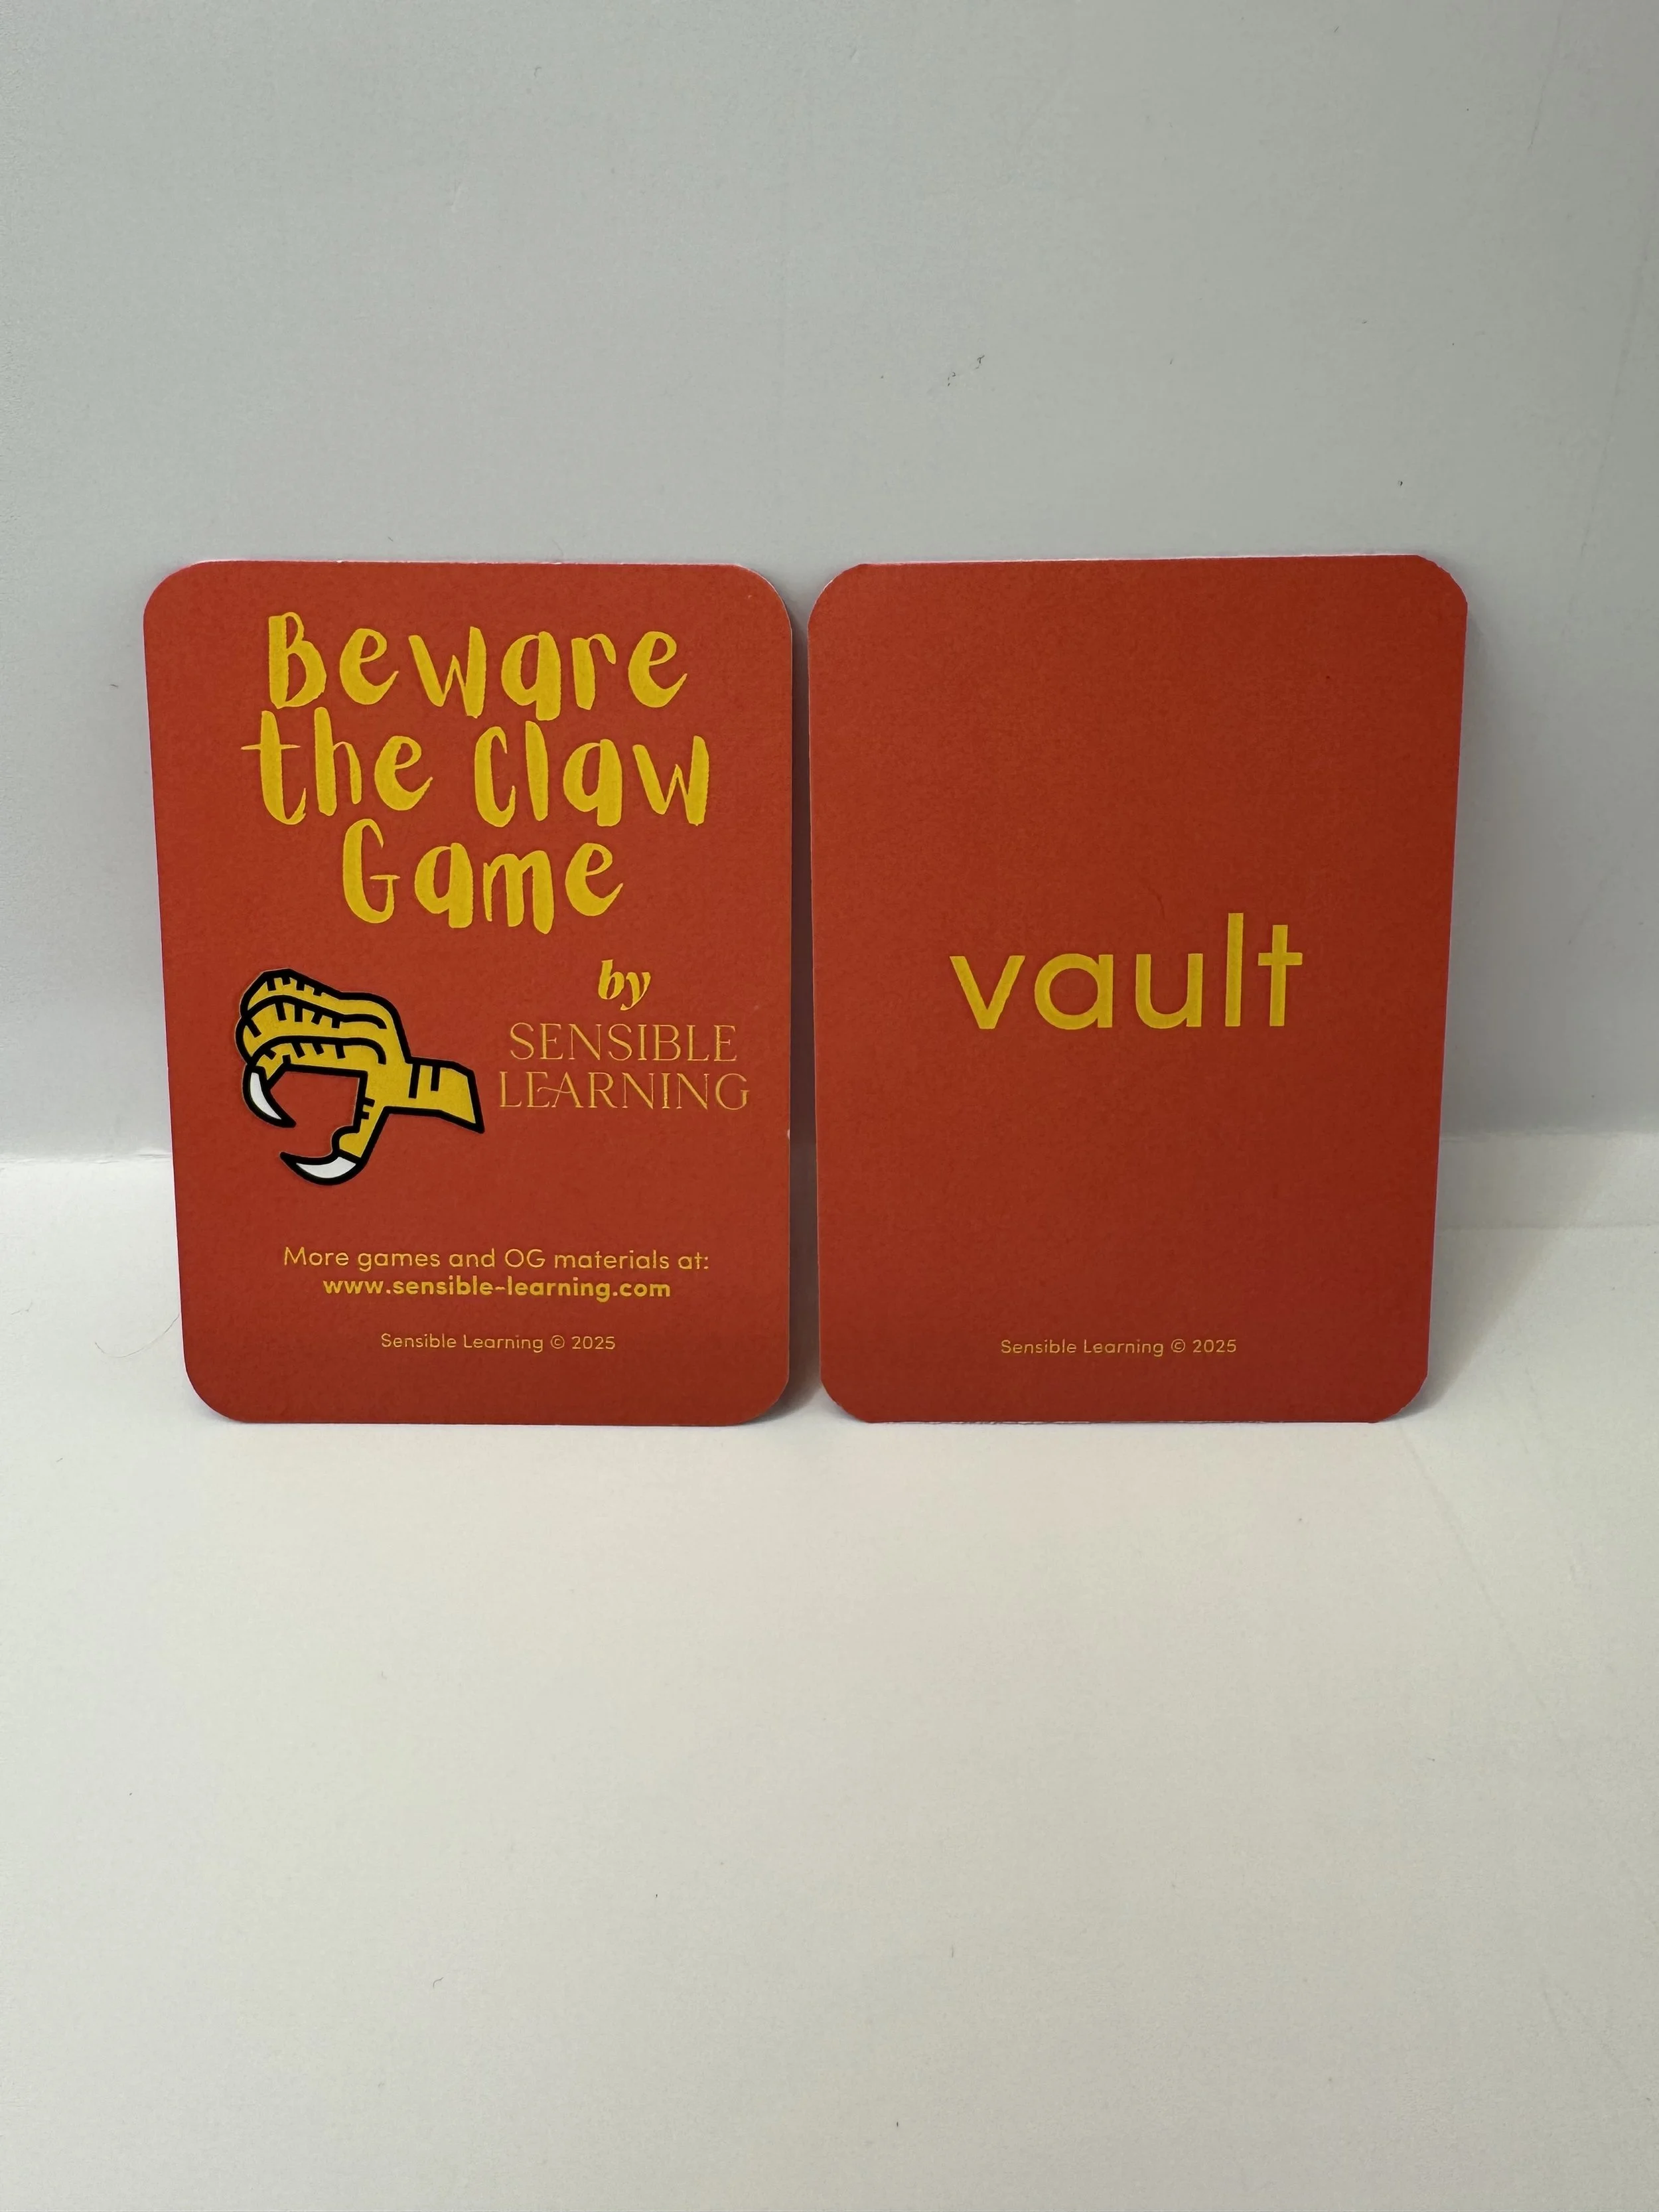 Beware
the Claw
Game
by
SENSIBLE
LEARNING
More games and OG materials at:
www.sensible-learning.com
Sensible Learning © 2025
vault
Sensible Learning © 2025